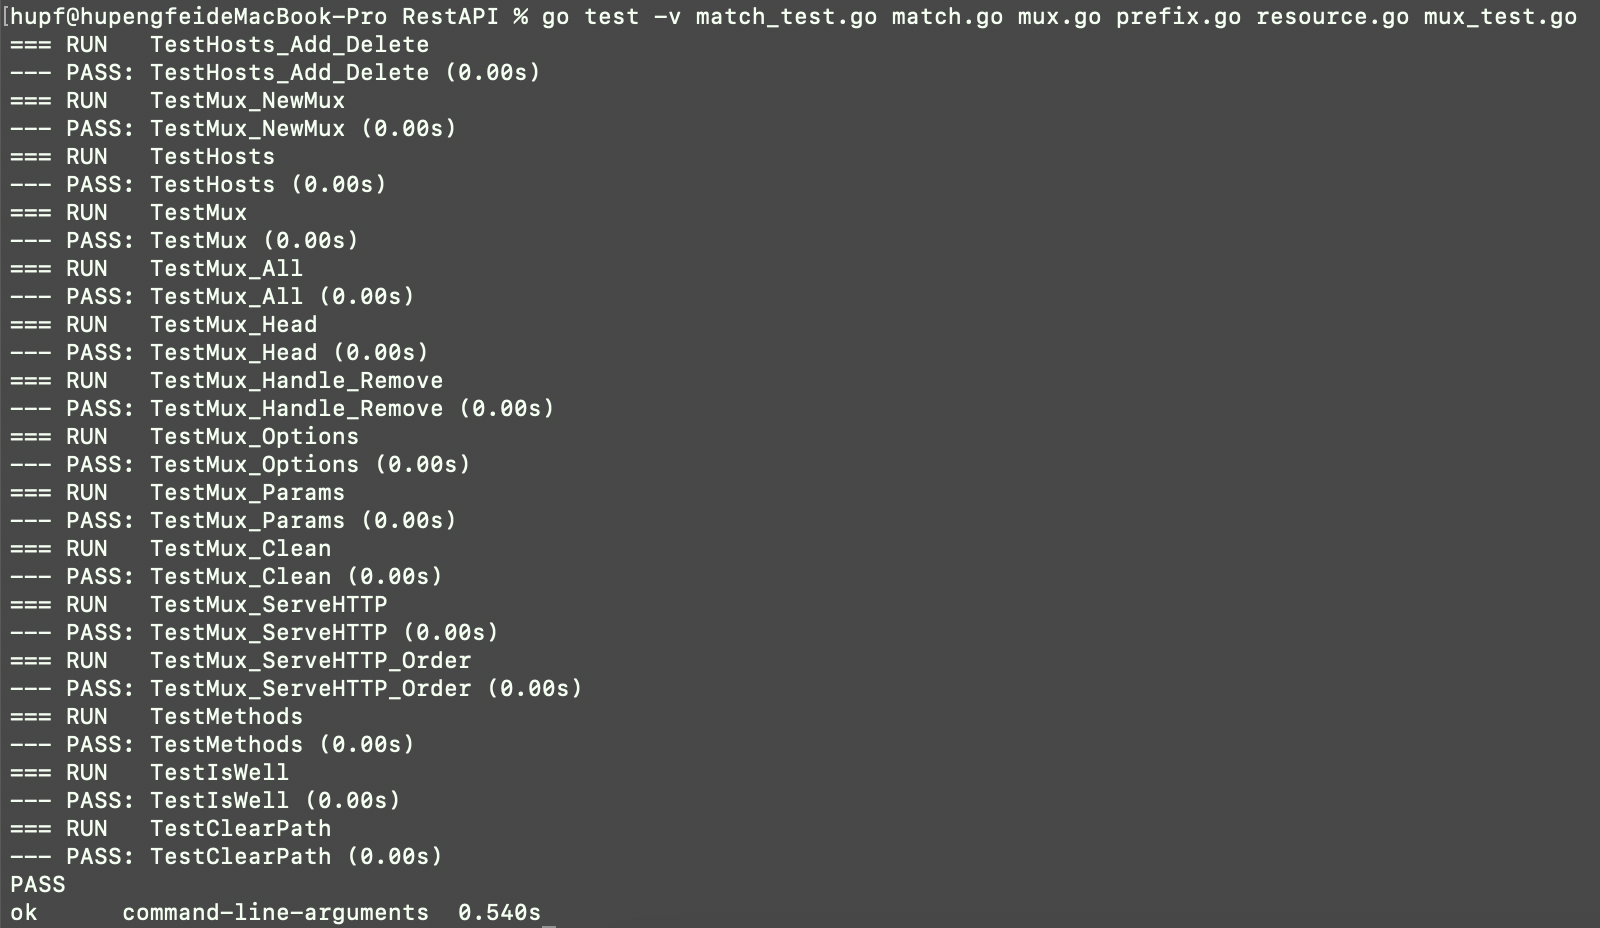 [hupf@hupengfeideMacBook-Pro RestAPI % go test -v match_test.go match.go mux.go prefix.go resource.go mux_test.go
=== RUN   TestHosts_Add_Delete
--- PASS: TestHosts_Add_Delete (0.00s)
=== RUN   TestMux_NewMux
--- PASS: TestMux_NewMux (0.00s)
=== RUN   TestHosts
--- PASS: TestHosts (0.00s)
=== RUN   TestMux
--- PASS: TestMux (0.00s)
=== RUN   TestMux_All
--- PASS: TestMux_All (0.00s)
=== RUN   TestMux_Head
--- PASS: TestMux_Head (0.00s)
=== RUN   TestMux_Handle_Remove
--- PASS: TestMux_Handle_Remove (0.00s)
=== RUN   TestMux_Options
--- PASS: TestMux_Options (0.00s)
=== RUN   TestMux_Params
--- PASS: TestMux_Params (0.00s)
=== RUN   TestMux_Clean
--- PASS: TestMux_Clean (0.00s)
=== RUN   TestMux_ServeHTTP
--- PASS: TestMux_ServeHTTP (0.00s)
=== RUN   TestMux_ServeHTTP_Order
--- PASS: TestMux_ServeHTTP_Order (0.00s)
=== RUN   TestMethods
--- PASS: TestMethods (0.00s)
=== RUN   TestIsWell
--- PASS: TestIsWell (0.00s)
=== RUN   TestClearPath
--- PASS: TestClearPath (0.00s)
PASS
ok      command-line-arguments  0.540s